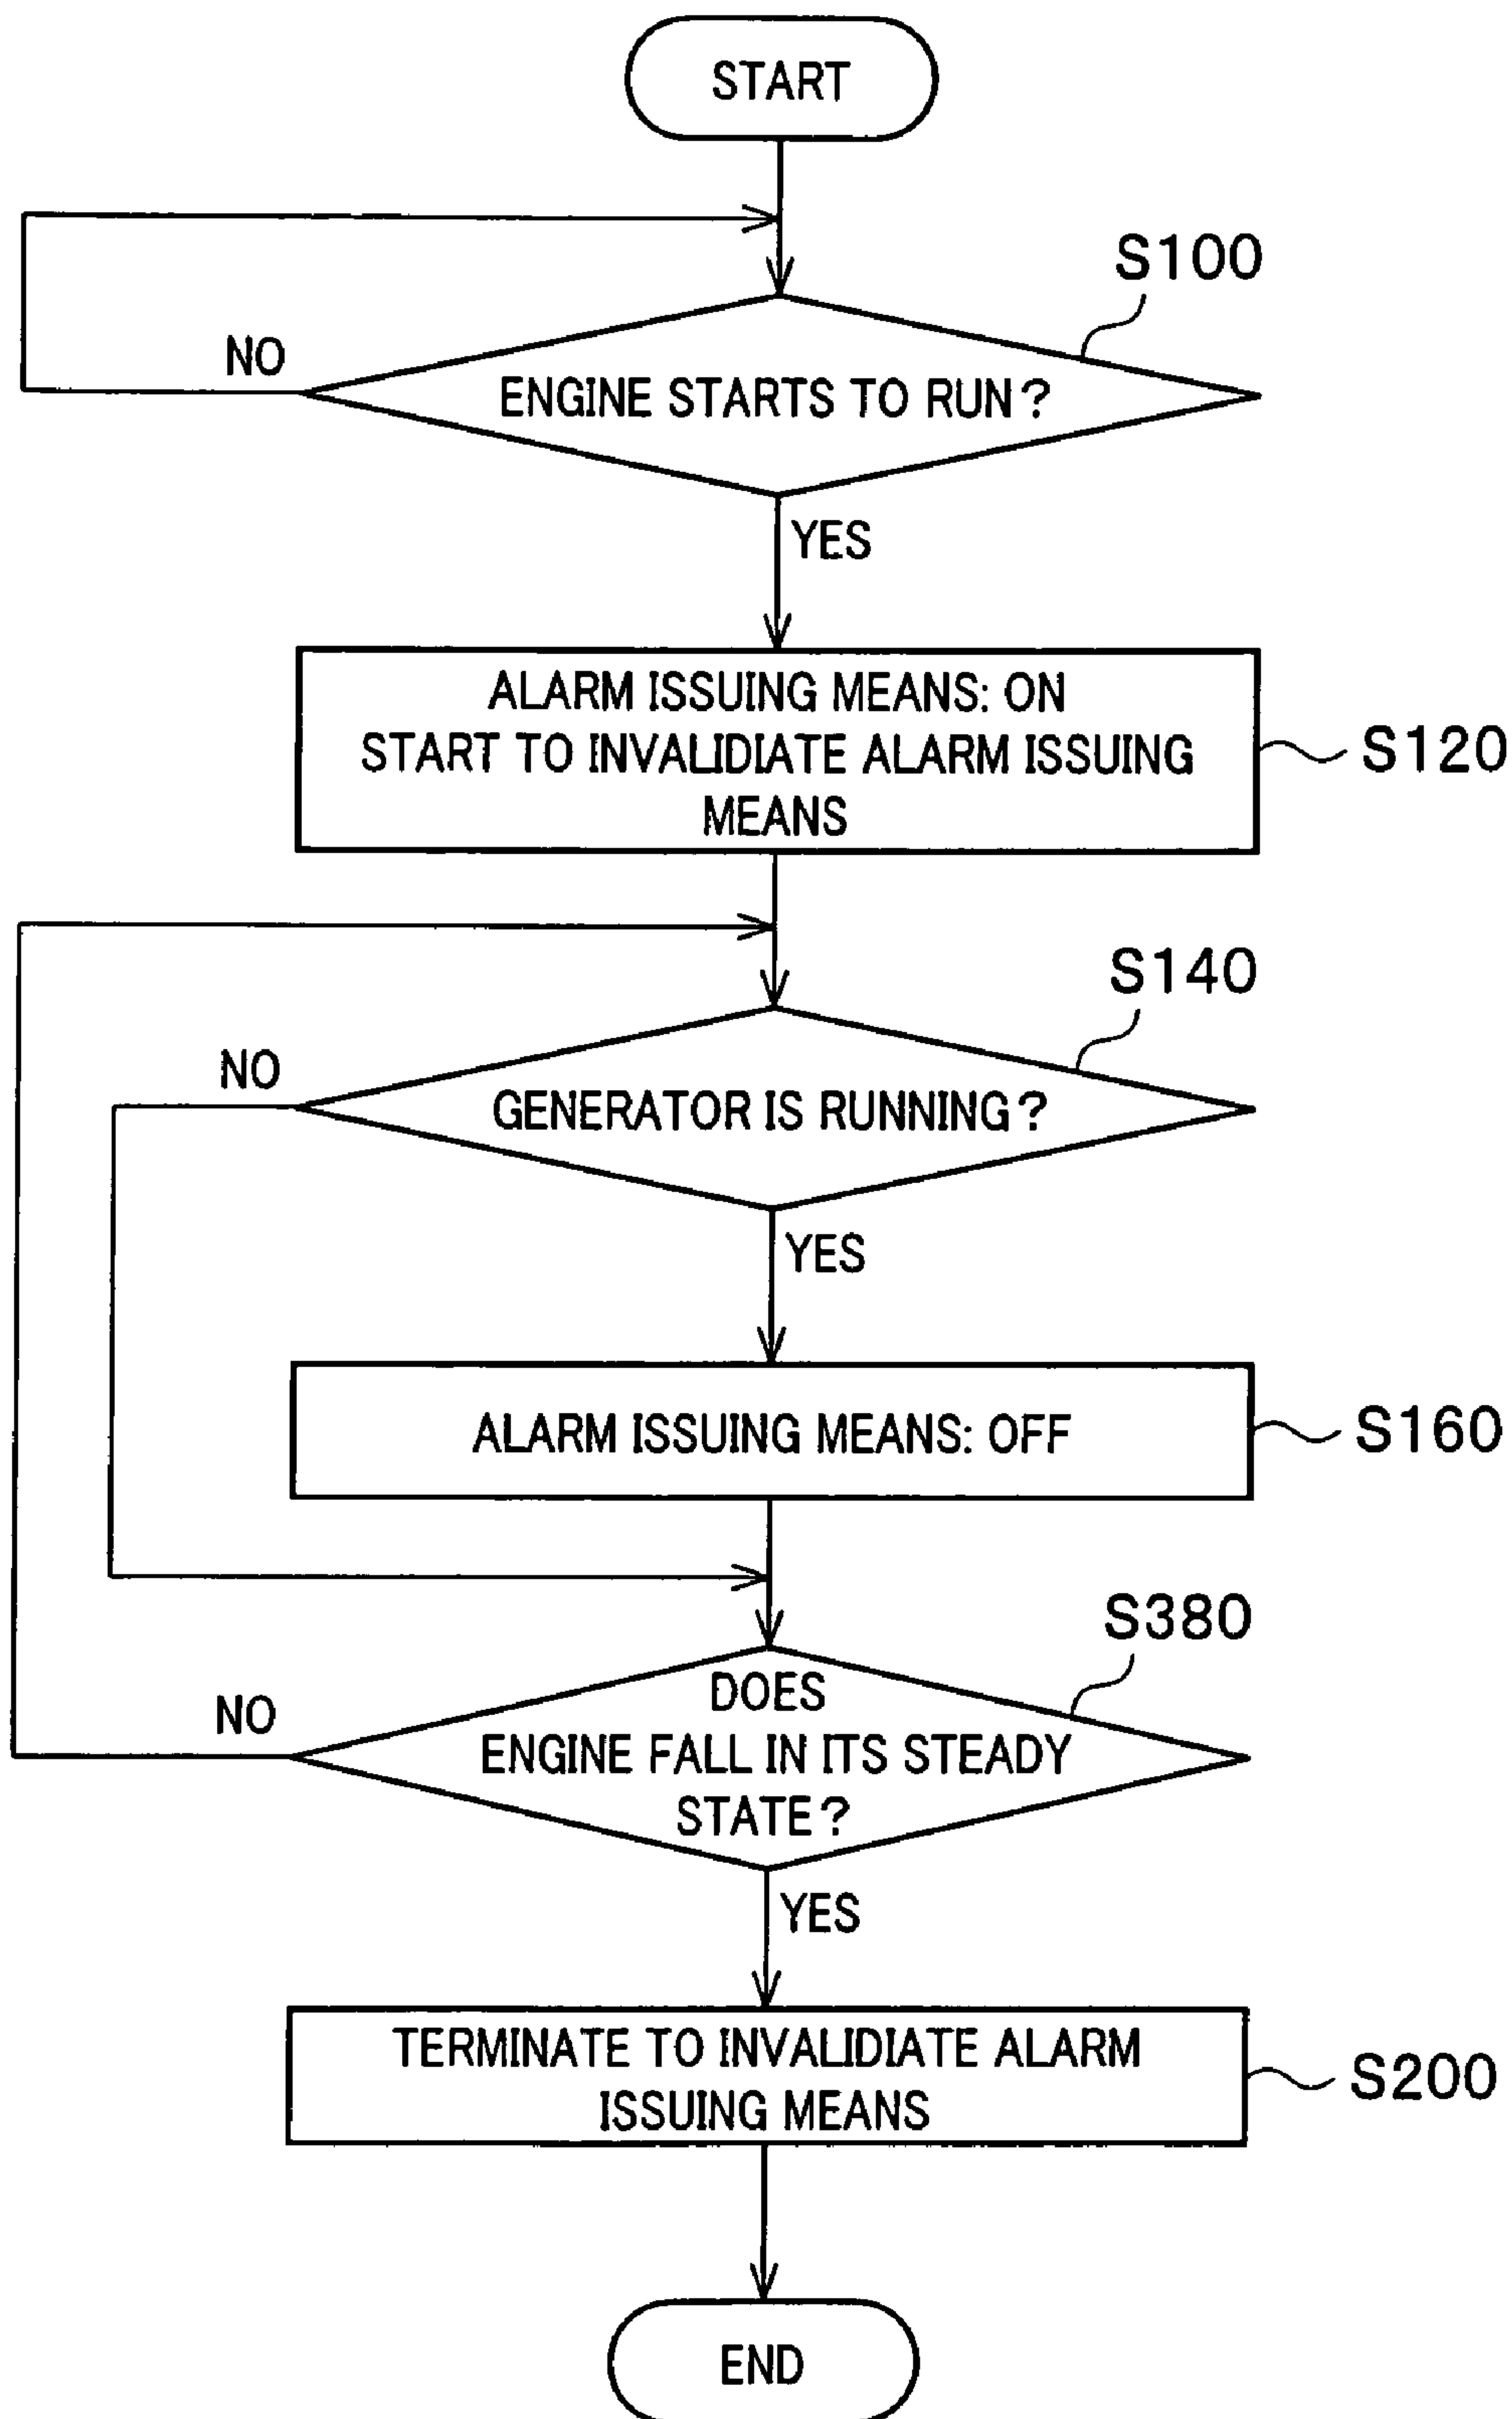 START
S100
NO
ENGINE STARTS TO RUN?
YES
ALARM ISSUING MEANS: ON
START TO INVALIDIATE ALARM ISSUING
MEANS
S120
S140
NO
GENERATOR IS RUNNING?
YES
ALARM ISSUING MEANS: OFF
S160
S380
NO
DOES
ENGINE FALL IN ITS STEADY
STATE?
YES
TERMINATE TO INVALIDIATE ALARM
ISSUING MEANS
S200
END